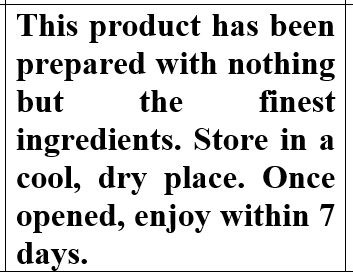 This product has been
prepared with nothing
but the finest
ingredients. Store in a
cool, dry place. Once
opened, enjoy within 7
days.